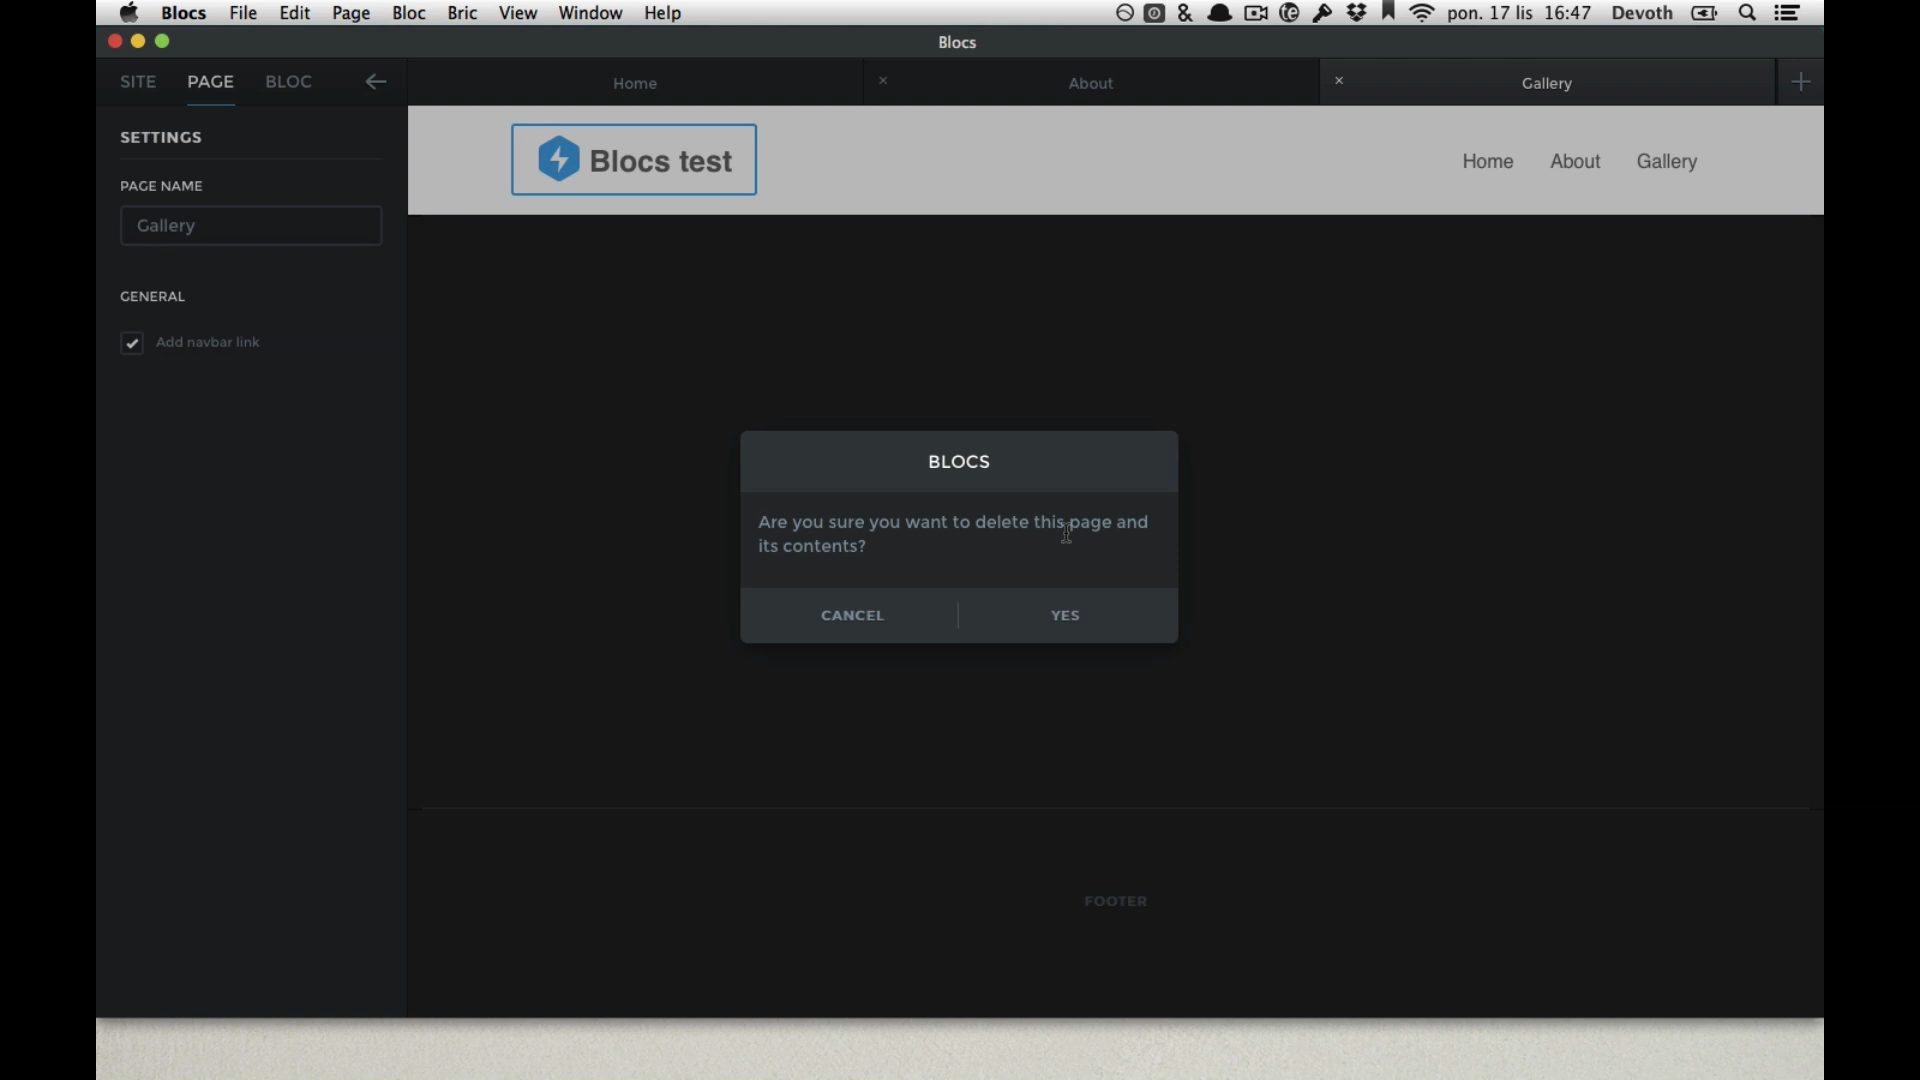 Blocs File Edit Page Bloc Bric View Window Help pon. 17 lis 16:47 Devoth
Blocs
SITE PAGE BLOC Home About Gallery
SETTINGS
PAGE NAME
Gallery
GENERAL
Add navbar link
Blocs test Home About Gallery
BLOCS
Are you sure you want to delete this page and
its contents?
CANCEL YES
FOOTER